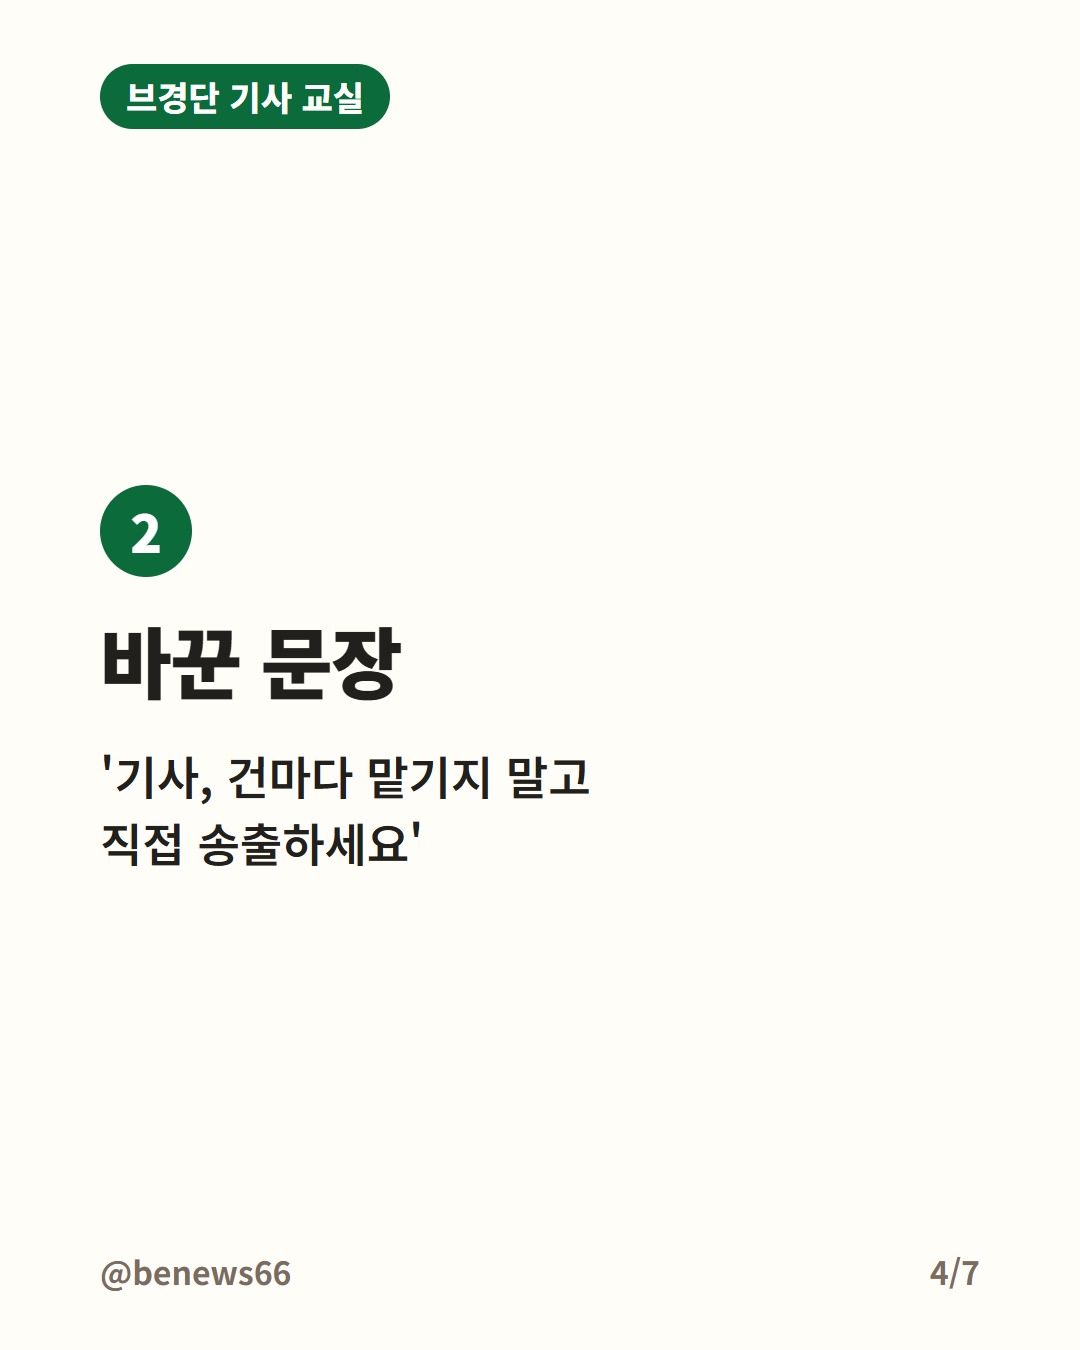 브경단 기사 교실
2
바꾼 문장
'기사, 건마다 맡기지 말고
직접 송출하세요'
@benews66
4/7